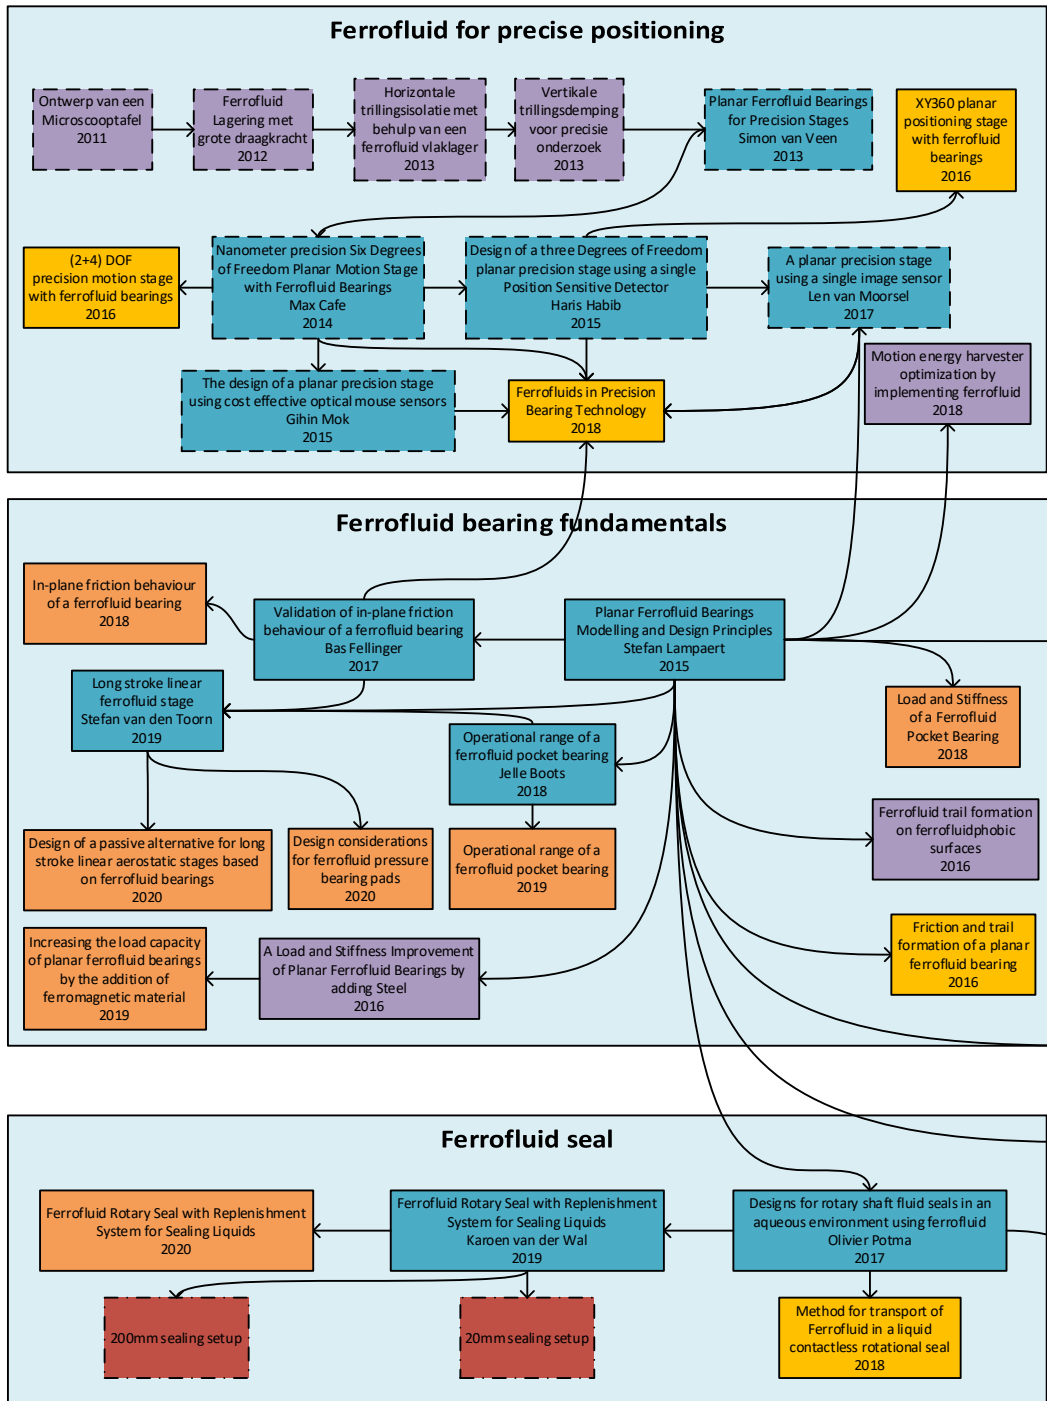 Ferrofluid for precise positioning
Ontwerp van een
Microscooptafel
2011
Ferrofluid
Lagering met
grote draagkracht
2012
Horizontale
trillingsisolatie met
behulp van een
ferrofluid vlaklager
2013
Vertikale
trillingsdemping
voor precisie
onderzoek
2013
Planar Ferrofluid Bearings
for Precision Stages
Simon van Veen
2013
XY360 planar
positioning stage
with ferrofluid
bearings
2016
(2+4) DOF
precision motion stage
with ferrofluid bearings
2016
Nanometer precision Six Degrees
of Freedom Planar Motion Stage
with Ferrofluid Bearings
Max Cafe
2014
Design of a three Degrees of Freedom
planar precision stage using a single
Position Sensitive Detector
Haris Habib
2015
A planar precision stage
using a single image sensor
Len van Moorsel
2017
Motion energy harvester
optimization by
implementing ferrofluid
2018
The design of a planar precision stage
using cost effective optical mouse sensors
Gihin Mok
2015
Ferrofluids in Precision
Bearing Technology
2018
Ferrofluid bearing fundamentals
In-plane friction behaviour
of a ferrofluid bearing
2018
Validation of in-plane friction
behaviour of a ferrofluid bearing
Bas Fellinger
2017
Planar Ferrofluid Bearings
Modelling and Design Principles
Stefan Lampaert
2015
Long stroke linear
ferrofluid stage
Stefan van den Toorn
2019
Operational range of a
ferrofluid pocket bearing
Jelle Boots
2018
Load and Stiffness
of a Ferrofluid
Pocket Bearing
2018
Design of a passive alternative for long
stroke linear aerostatic stages based
on ferrofluid bearings
2020
Design considerations
for ferrofluid pressure
bearing pads
2020
Operational range of a
ferrofluid pocket bearing
2019
Ferrofluid trail formation
on ferrofluidphobic
surfaces
2016
Increasing the load capacity
of planar ferrofluid bearings
by the addition of
ferromagnetic material
2019
A Load and Stiffness Improvement
of Planar Ferrofluid Bearings by
adding Steel
2016
Friction and trail
formation of a planar
ferrofluid bearing
2016
Ferrofluid seal
Ferrofluid Rotary Seal with Replenishment
System for Sealing Liquids
2020
Ferrofluid Rotary Seal with Replenishment
System for Sealing Liquids
Karoen van der Wal
2019
Designs for rotary shaft fluid seals in an
aqueous environment using ferrofluid
Olivier Potma
2017
200mm sealing setup
20mm sealing setup
Method for transport of
Ferrofluid in a liquid
contactless rotational seal
2018